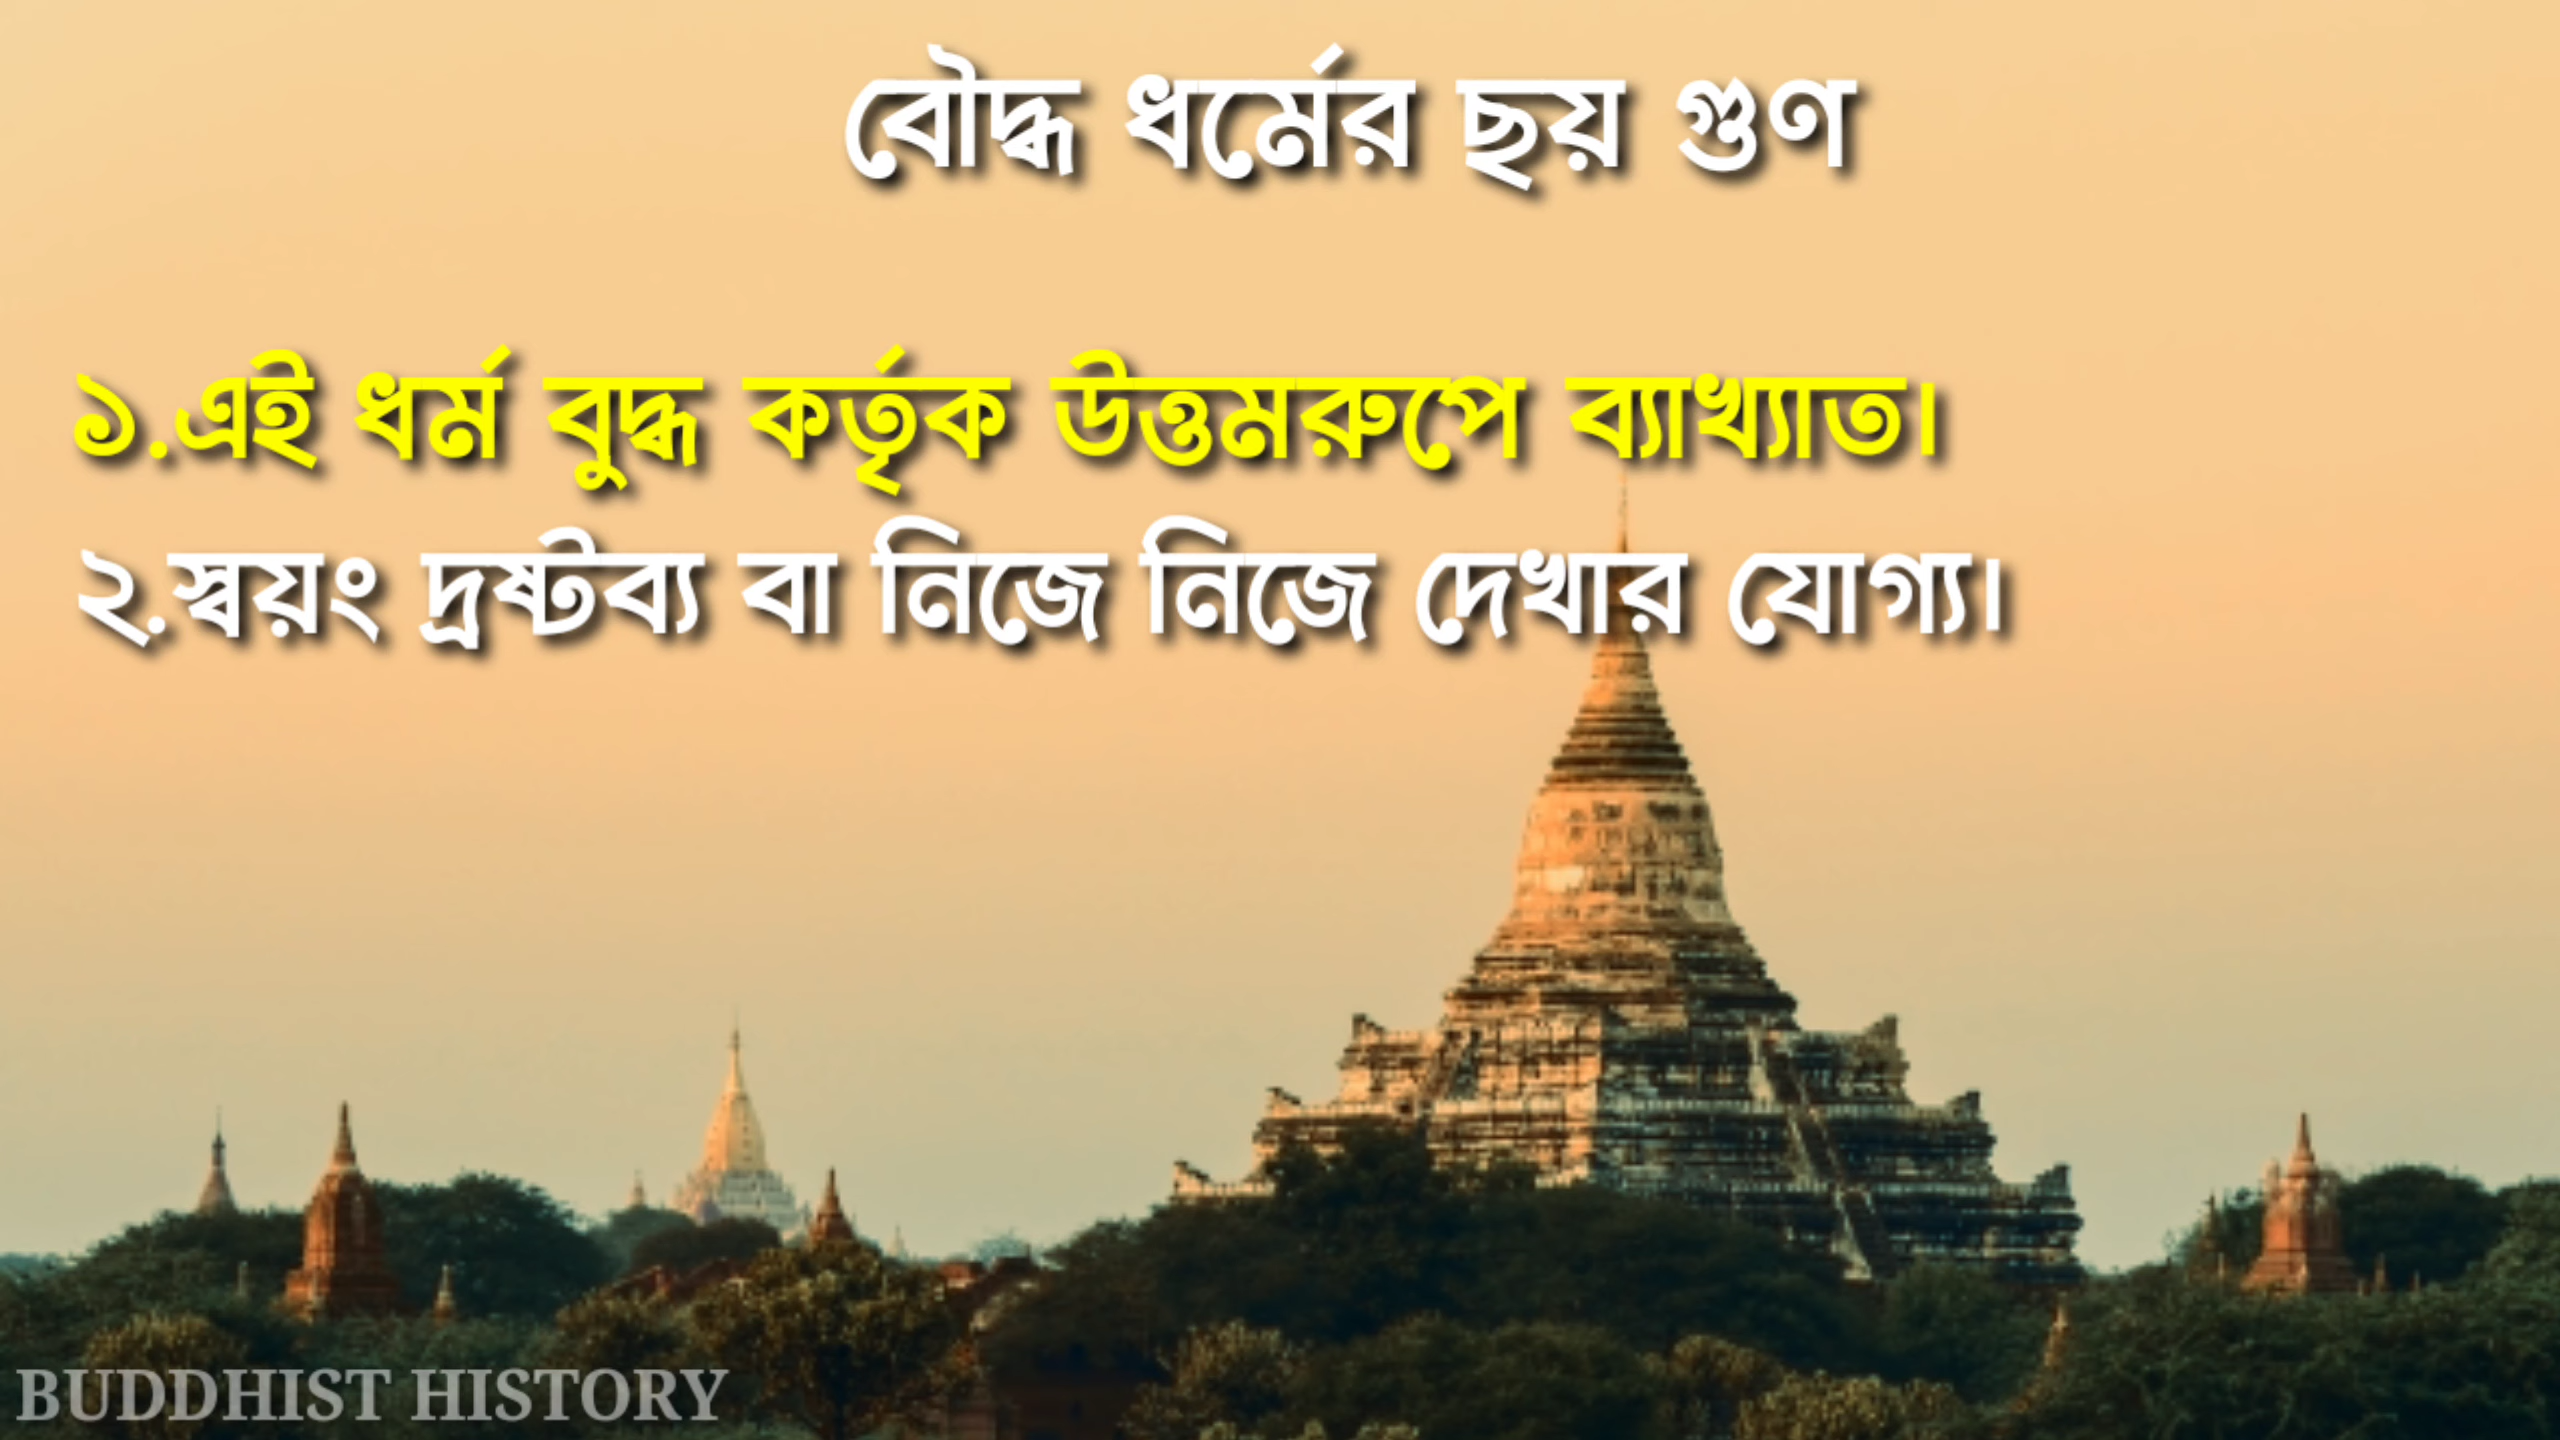 বৌদ্ধ ধর্মের ছয় গুণ
১.এই ধর্ম বুদ্ধ কর্তৃক উত্তমরুপে ব্যাখ্যাত।
২.স্বয়ং দ্রষ্টব্য বা নিজে নিজে দেখার যোগ্য।
BUDDHIST HISTORY